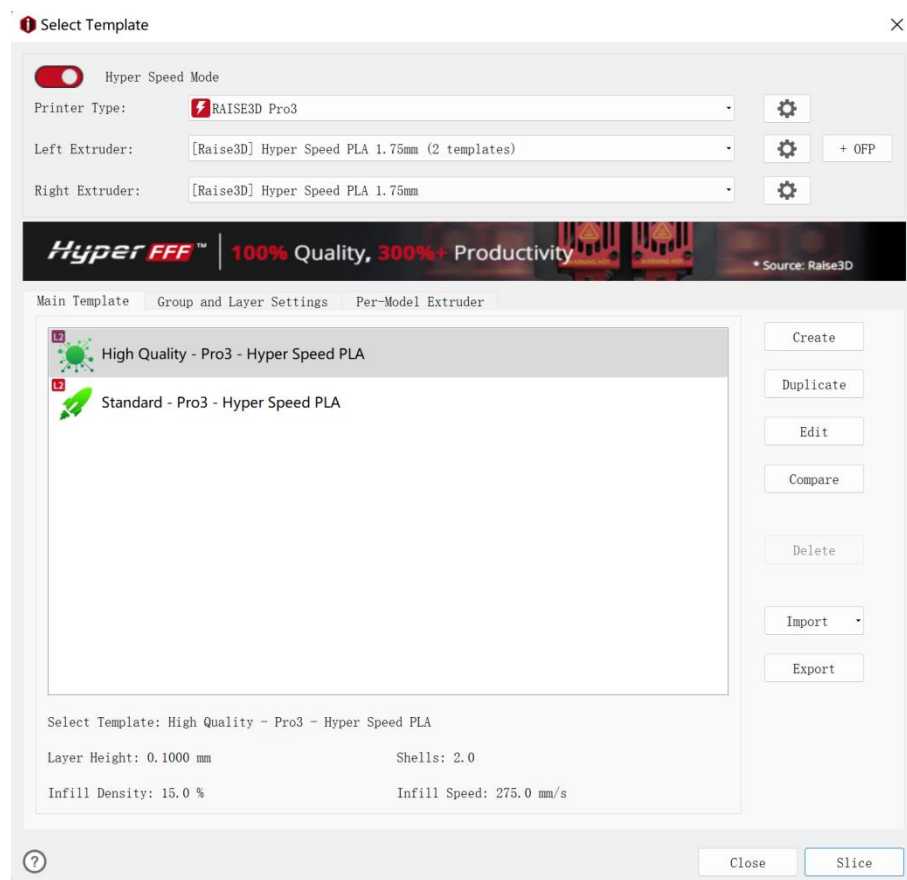 Select Template
Hyper Speed Mode
Printer Type: RAISE3D Pro3
Left Extruder: [Raise3D] Hyper Speed PLA 1.75mm (2 templates) + OFP
Right Extruder: [Raise3D] Hyper Speed PLA 1.75mm
Hyper FFF™ 100% Quality, 300%+ Productivity * Source: Raise3D
Main Template Group and Layer Settings Per-Model Extruder
L2 High Quality - Pro3 - Hyper Speed PLA
L2 Standard - Pro3 - Hyper Speed PLA
Create
Duplicate
Edit
Compare
Delete
Import
Export
Select Template: High Quality - Pro3 - Hyper Speed PLA
Layer Height: 0.1000 mm Shells: 2.0
Infill Density: 15.0 % Infill Speed: 275.0 mm/s
? Close Slice